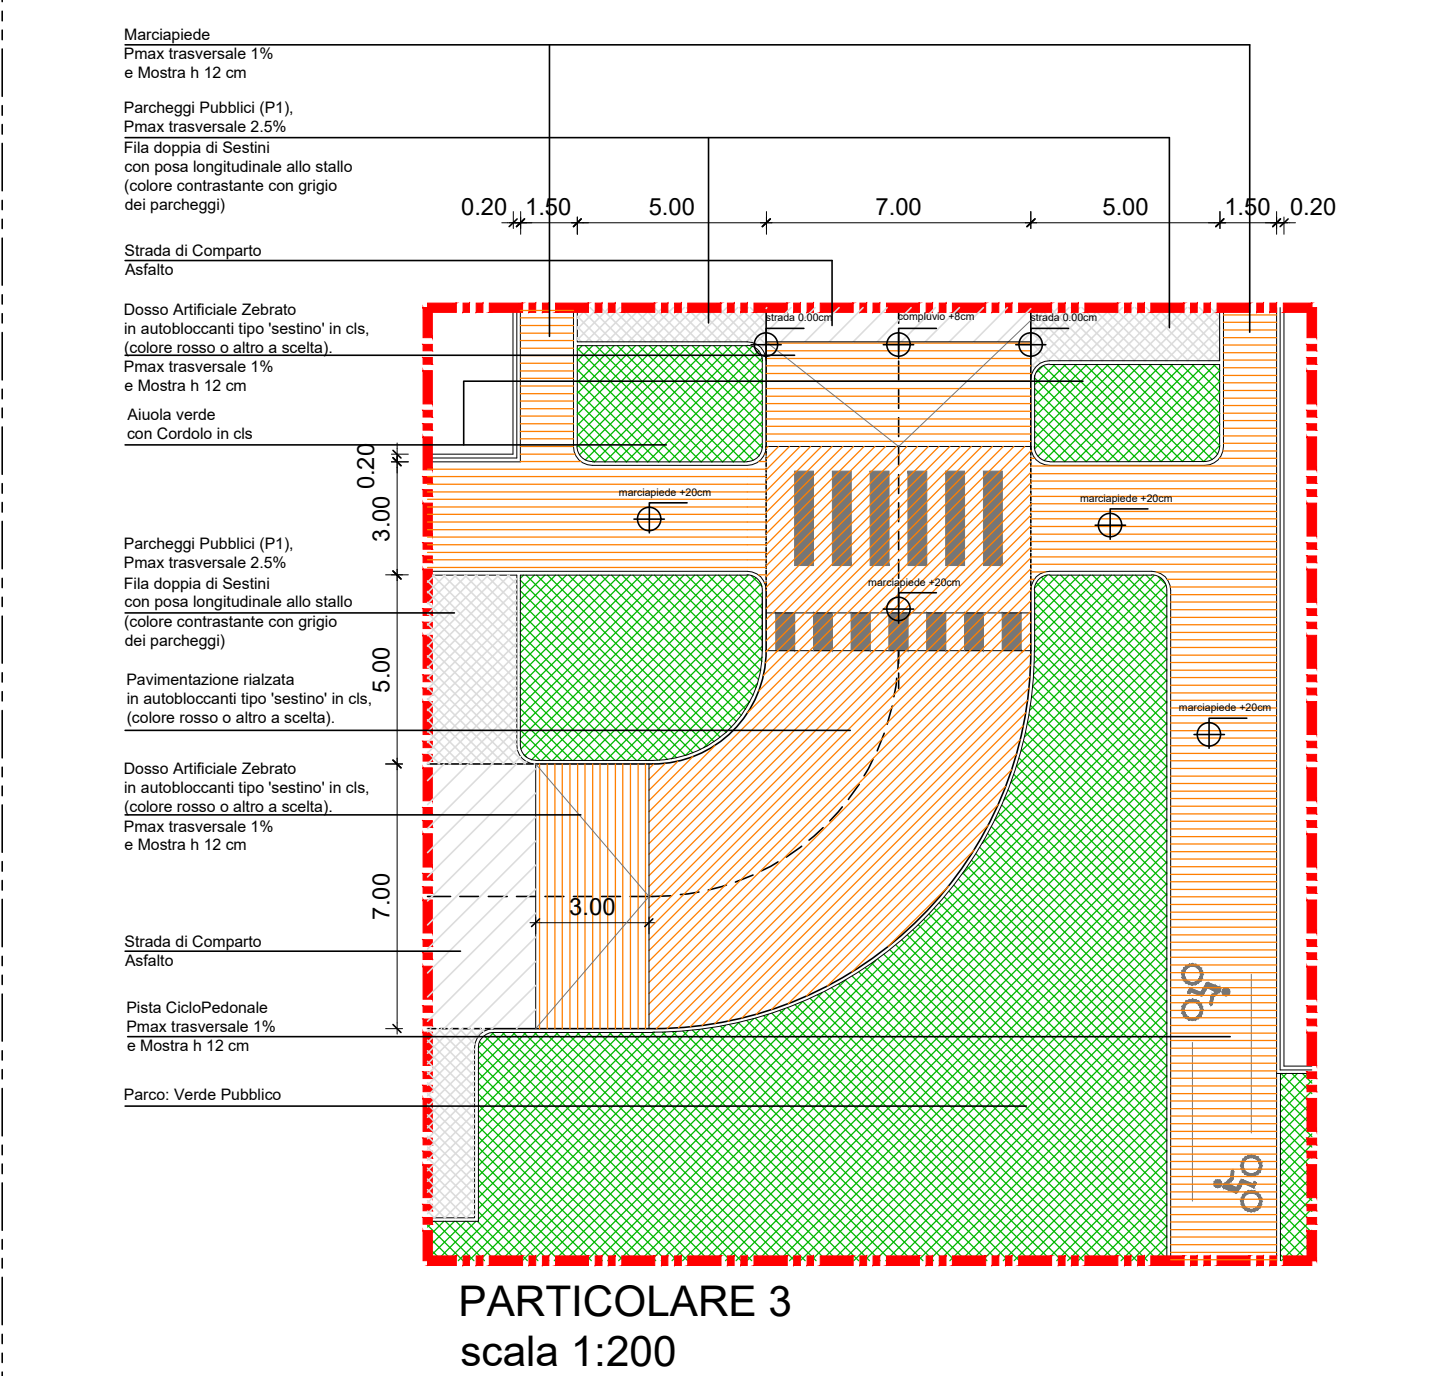 Marciapiede
Pmax trasversale 1%
e Mostra h 12 cm
Parcheggi Pubblici (P1),
Pmax trasversale 2.5%
Fila doppia di Sestini
con posa longitudinale allo stallo
(colore contrastante con grigio
dei parcheggi)
0.20 1.50 5.00 7.00 5.00 1.50 0.20
Strada di Comparto
Asfalto
Dosso Artificiale Zebrato
in autobloccanti tipo 'sestino' in cls,
(colore rosso o altro a scelta).
Pmax trasversale 1%
e Mostra h 12 cm
strada 0.00cm compluvio +8cm strada 0.00cm
Aiuola verde
con Cordolo in cls
0.20
3.00
marciapiede +20cm
marciapiede +20cm
Parcheggi Pubblici (P1),
Pmax trasversale 2.5%
Fila doppia di Sestini
con posa longitudinale allo stallo
(colore contrastante con grigio
dei parcheggi)
marciapiede +20cm
5.00
Pavimentazione rialzata
in autobloccanti tipo 'sestino' in cls,
(colore rosso o altro a scelta).
marciapiede +20cm
Dosso Artificiale Zebrato
in autobloccanti tipo 'sestino' in cls,
(colore rosso o altro a scelta).
Pmax trasversale 1%
e Mostra h 12 cm
7.00
3.00
Strada di Comparto
Asfalto
Pista CicloPedonale
Pmax trasversale 1%
e Mostra h 12 cm
Parco: Verde Pubblico
PARTICOLARE 3
scala 1:200